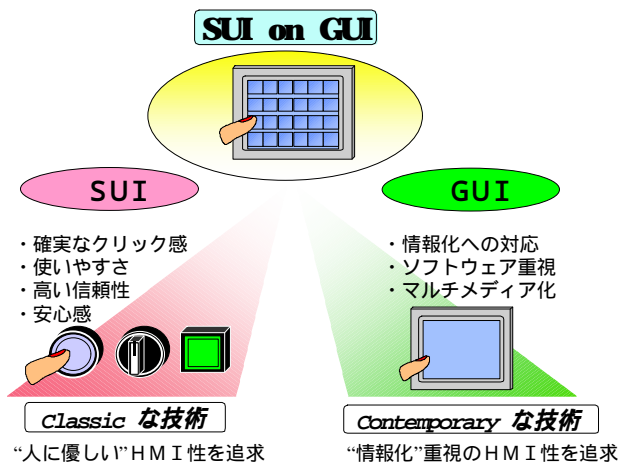 SUI on GUI
SUI
GUI
・確実なクリック感
・使いやすさ
・高い信頼性
・安心感
・情報化への対応
・ソフトウェア重視
・マルチメディア化
Classic な技術
“人に優しい”ＨＭＩ性を追求
Contemporary な技術
“情報化”重視のＨＭＩ性を追求